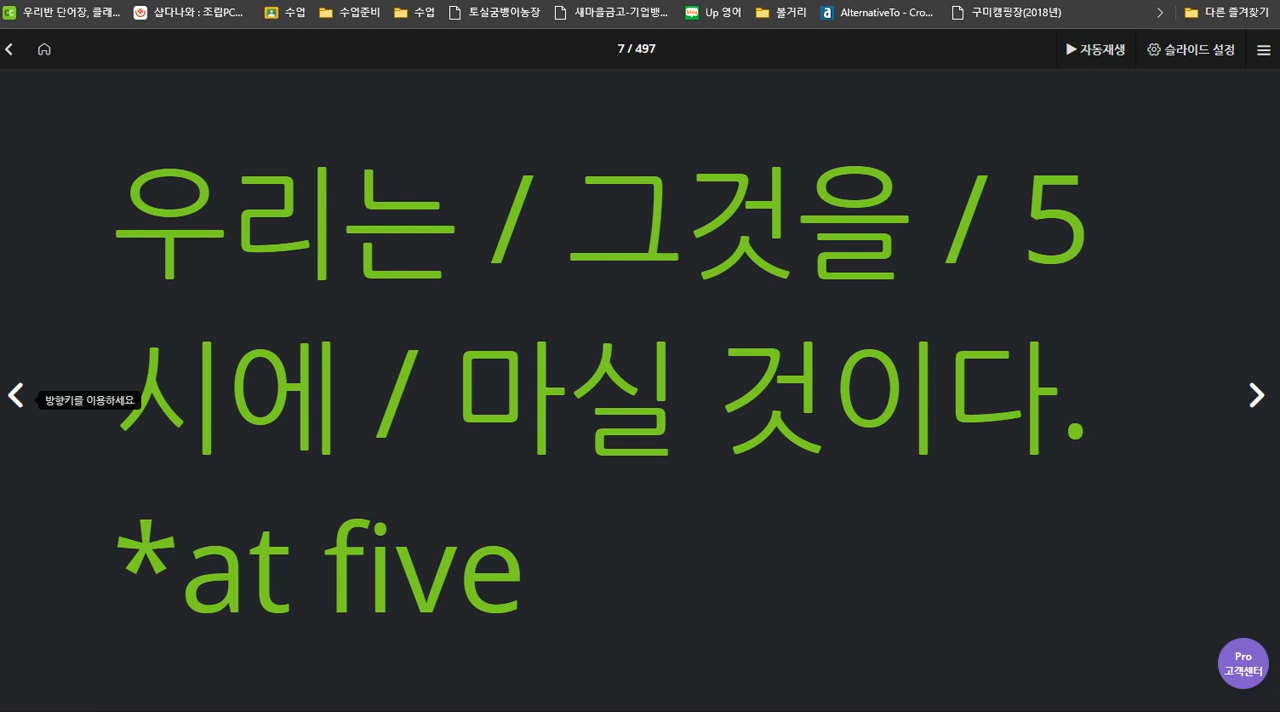 우리반 단어장, 클래... 샵다나와 : 조립PC... 수업 수업준비 수업 토실굼벵이농장 새마을금고-기업뱅... Up 영어 볼거리 AlternativeTo - Cro... 구미캠핑장(2018년) 다른 즐겨찾기
7 / 497 ▶ 자동재생 슬라이드 설정
우리는 / 그것을 / 5
시에 / 마실 것이다.
방향키를 이용하세요
*at five
Pro
고객센터